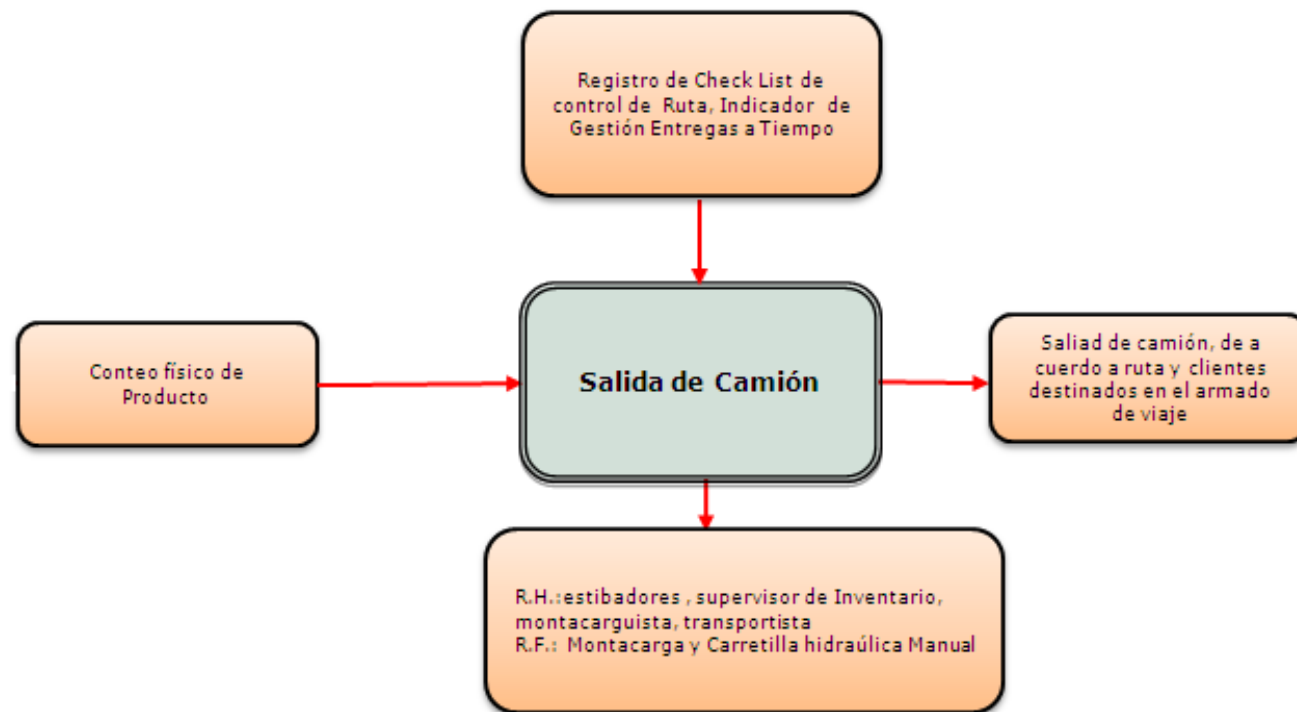 Registro de Check List de
control de Ruta, Indicador de
Gestión Entregas a Tiempo
Conteo físico de
Producto
Salida de Camión
Saliad de camión, de a
cuerdo a ruta y clientes
destinados en el armado
de viaje
R.H.:estibadores , supervisor de Inventario,
montacarguista, transportista
R.F.: Montacarga y Carretilla hidraúlica Manual